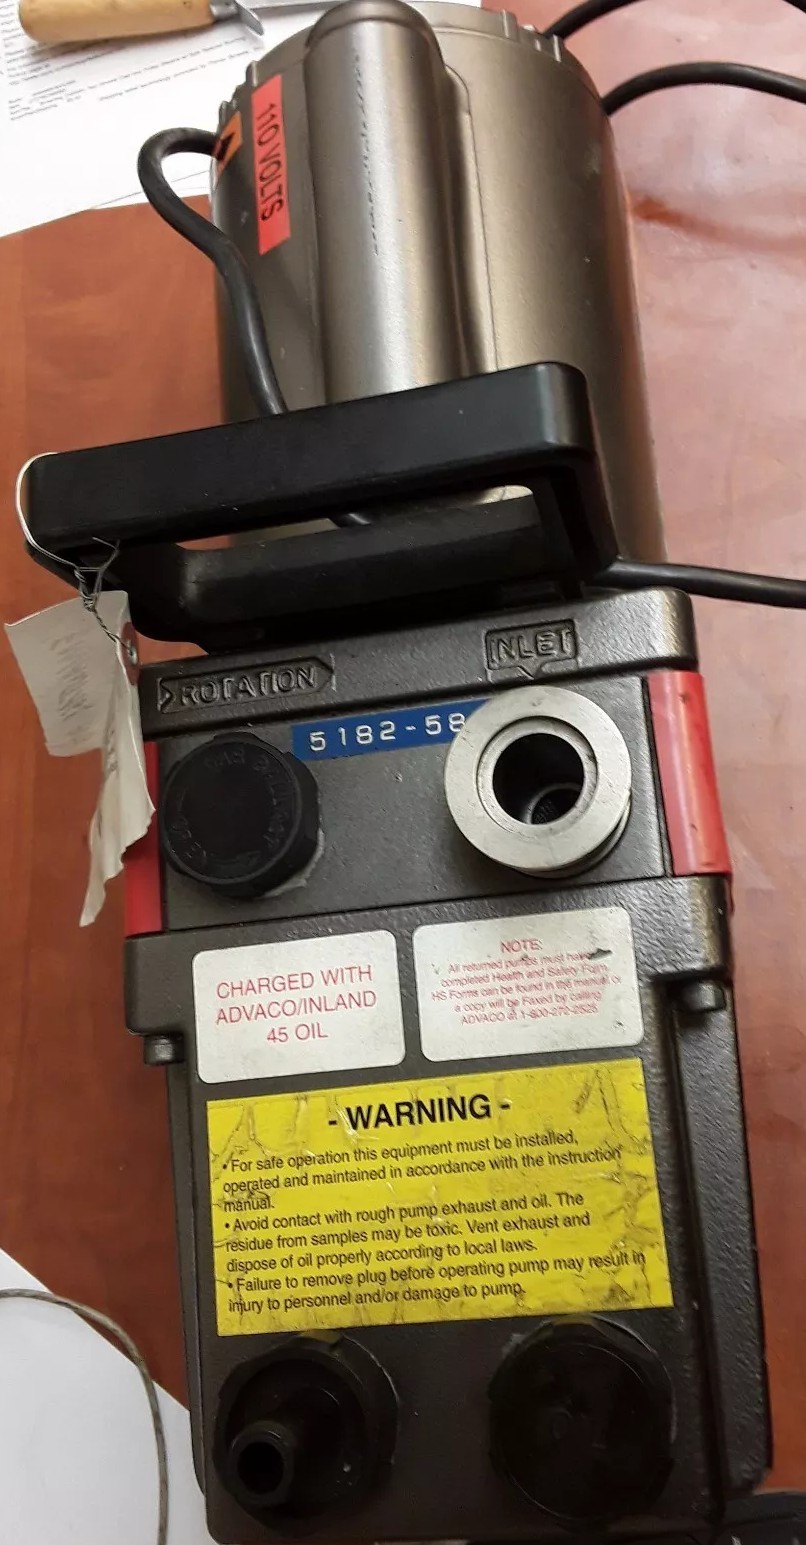 110 VOLTS
ROTATION
INLET
5182-58
GAS BALLAST
CHARGED WITH
ADVACO/INLAND
45 OIL
NOTE:
All returned pumps must have
completed Health and Safety Form
HS Forms can be found in the manual or
a copy will be Faxed by calling
ADVACO at 1-800-272-2525
- WARNING -
• For safe operation this equipment must be installed,
operated and maintained in accordance with the instruction
manual.
• Avoid contact with rough pump exhaust and oil. The
residue from samples may be toxic. Vent exhaust and
dispose of oil properly according to local laws.
• Failure to remove plug before operating pump may result in
injury to personnel and/or damage to pump.